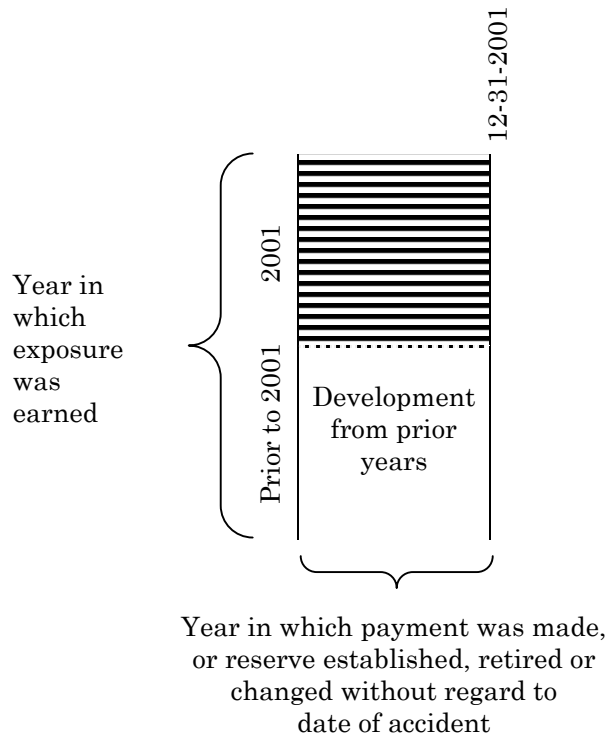 12-31-2001
2001
Year in
which
exposure
was
earned
Prior to 2001
Development
from prior
years
Year in which payment was made,
or reserve established, retired or
changed without regard to
date of accident